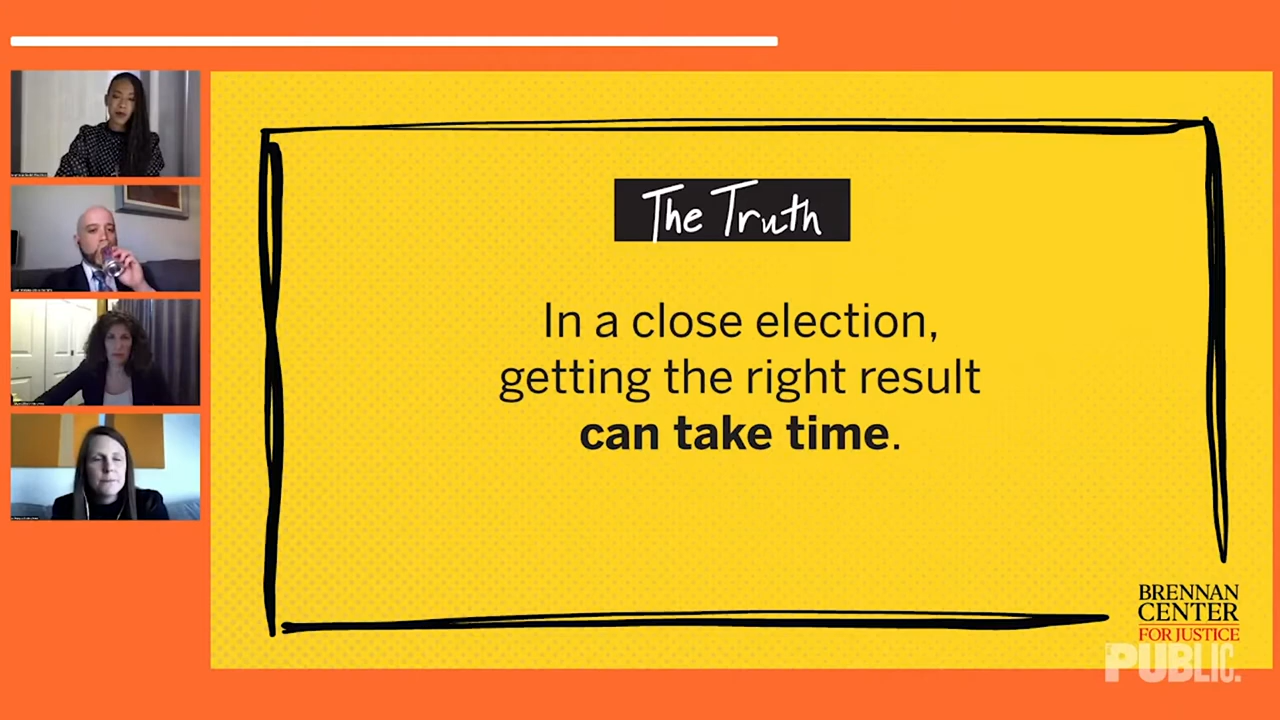 The Truth
In a close election,
getting the right result
can take time.
BRENNAN
CENTER
FOR JUSTICE
PUBLIC.